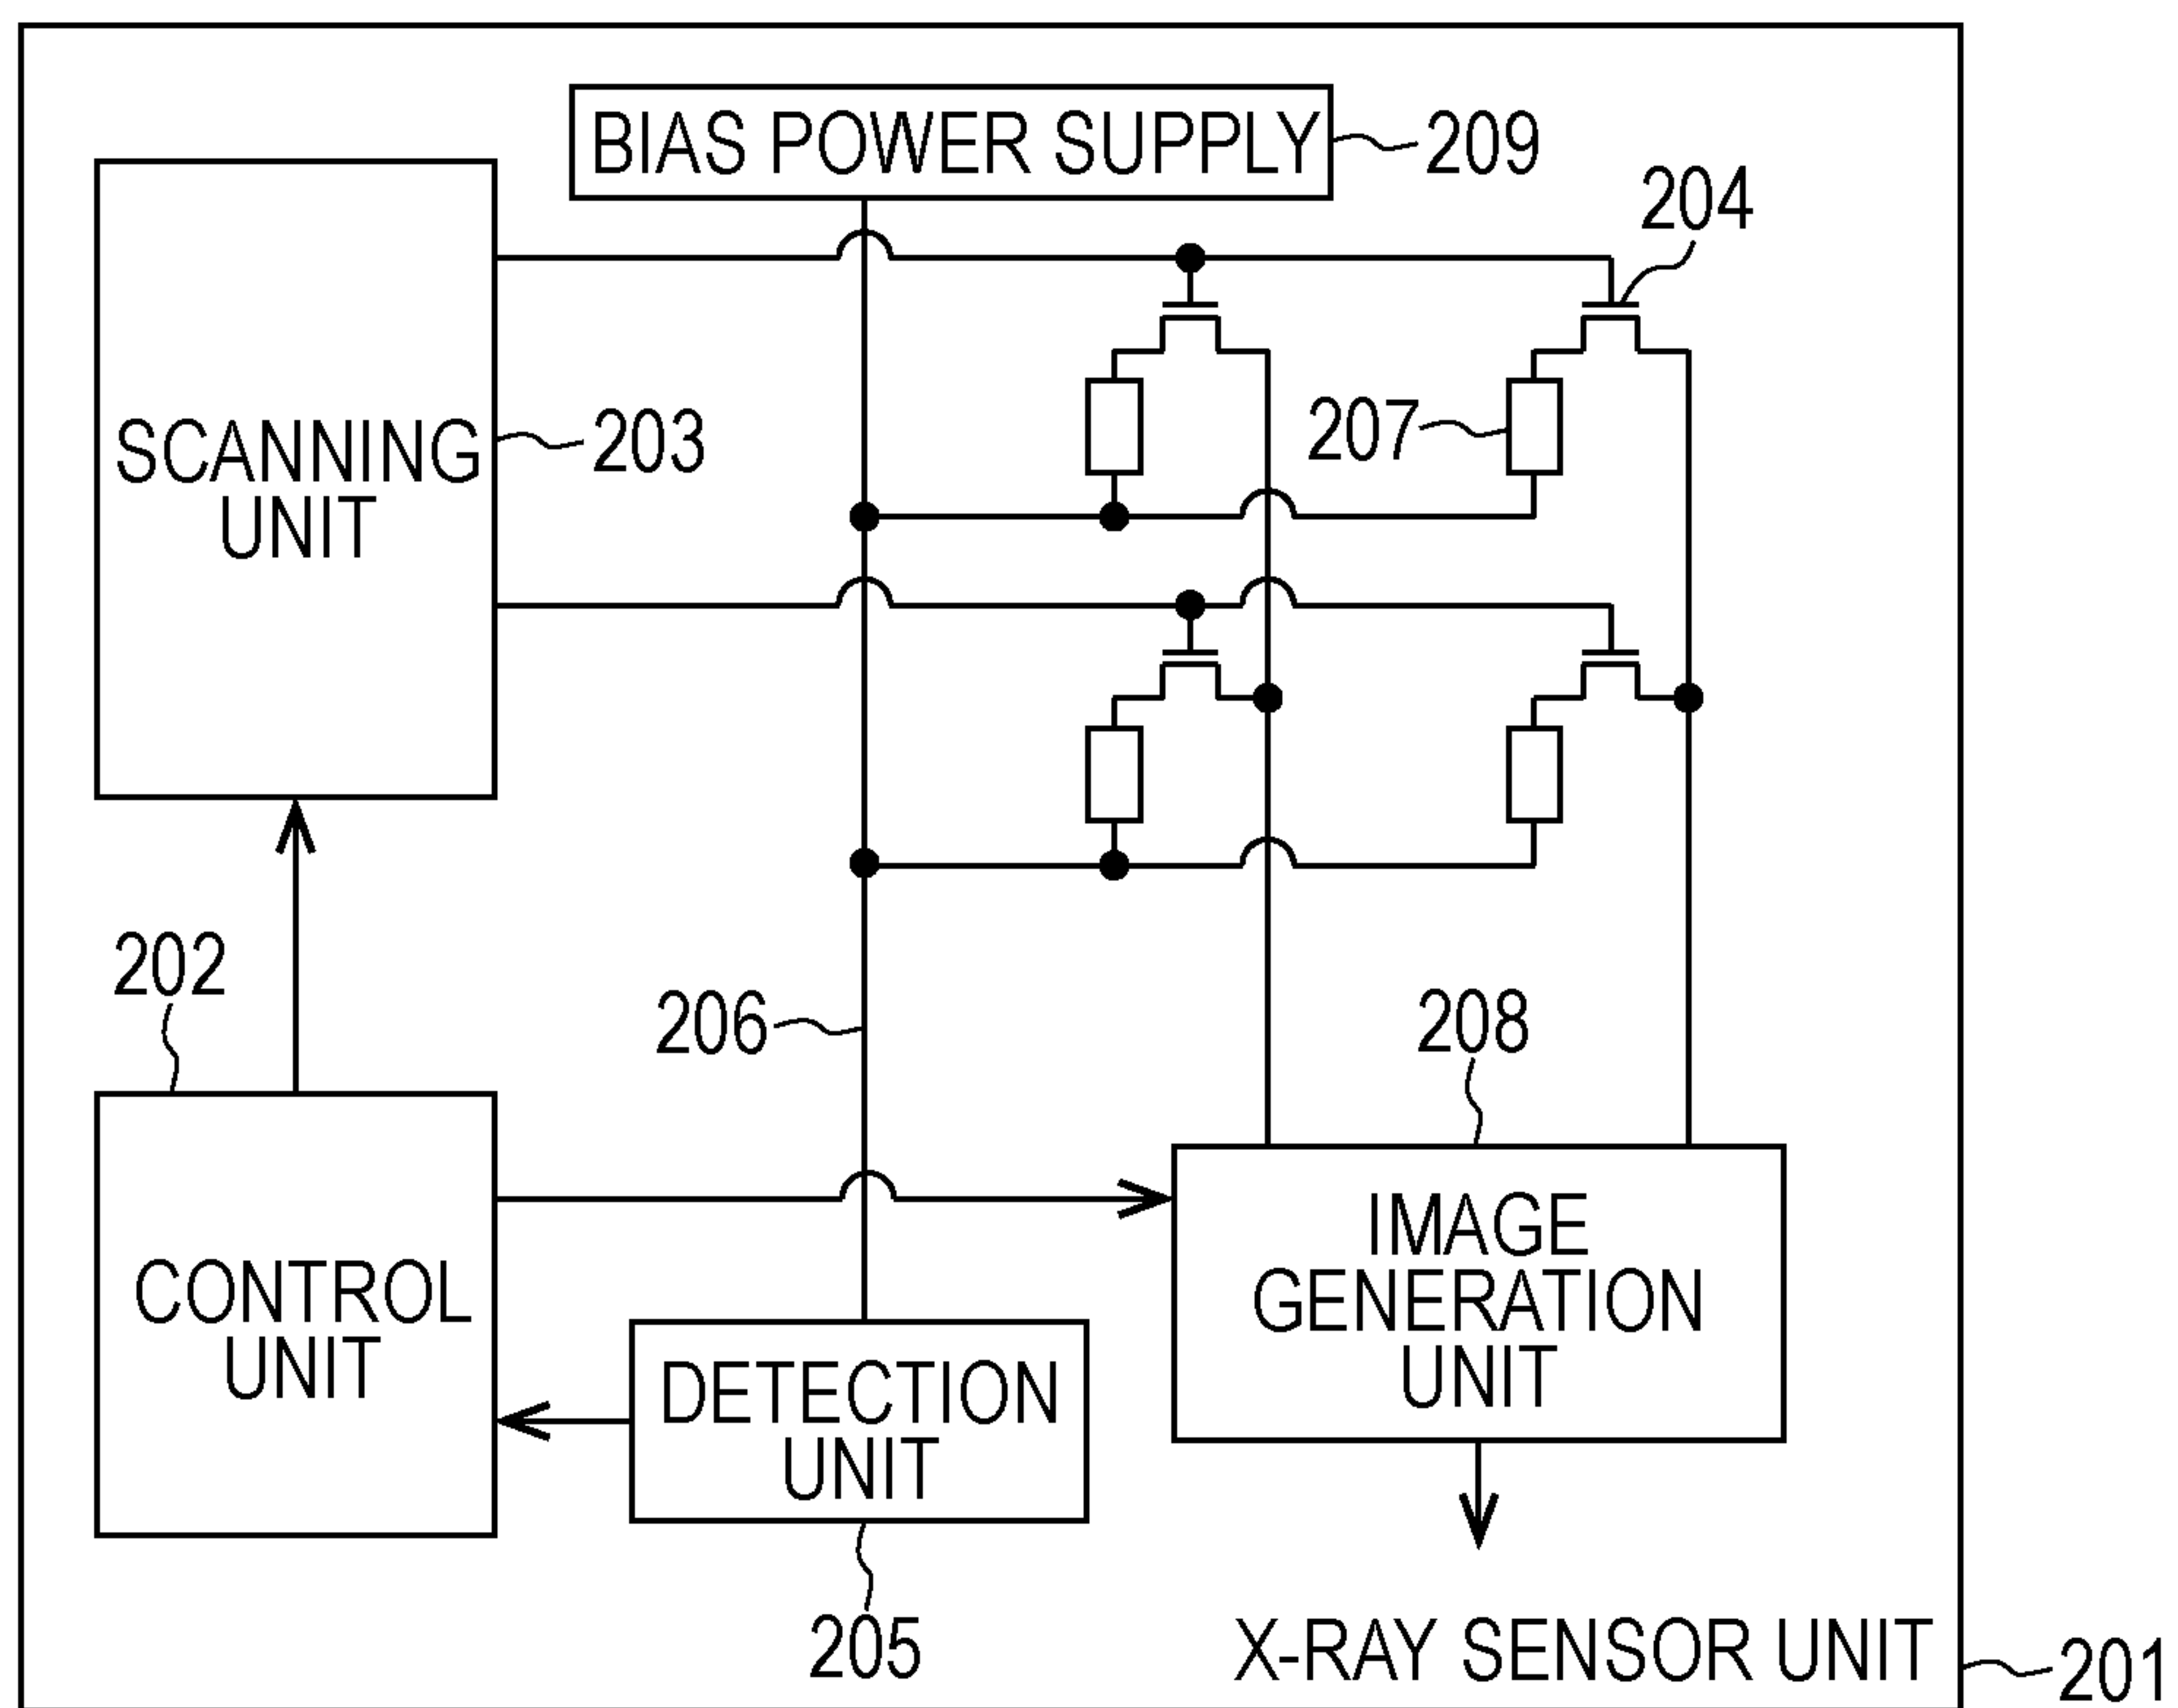 BIAS POWER SUPPLY
209
204
SCANNING
UNIT
203
207
202
206
208
CONTROL
UNIT
IMAGE
GENERATION
UNIT
DETECTION
UNIT
205
X-RAY SENSOR UNIT
201